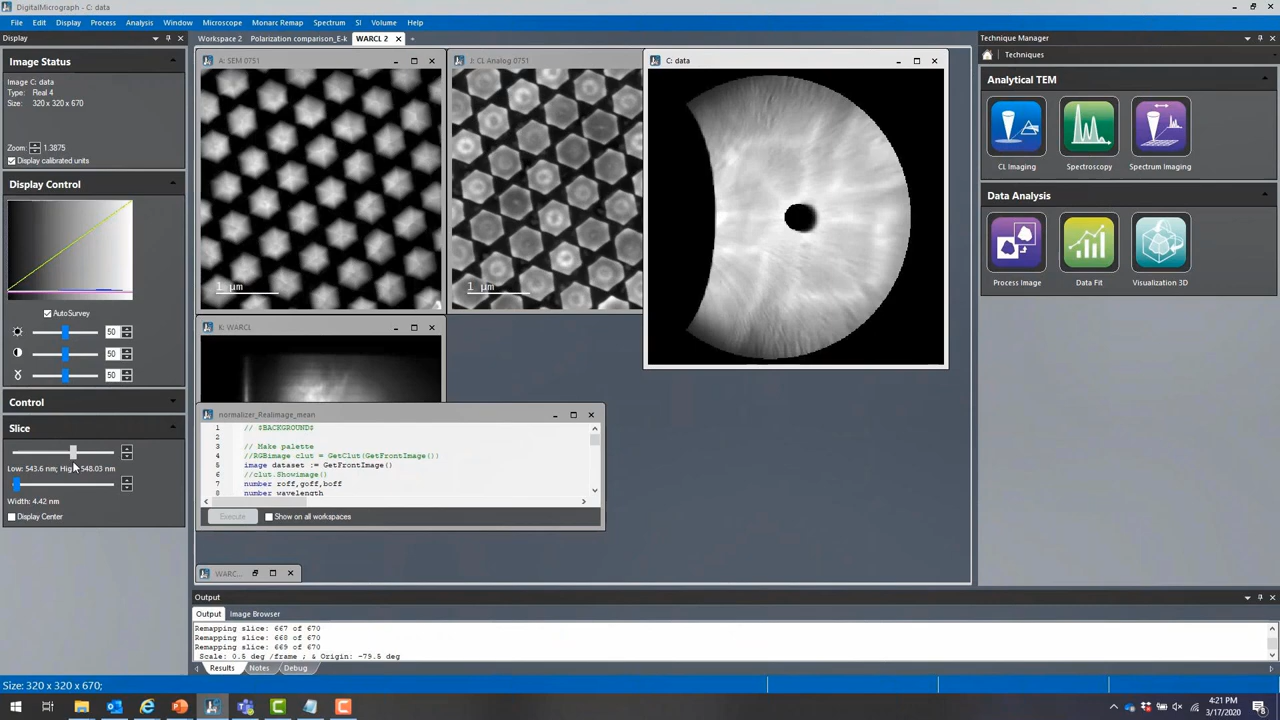 DigitalMicrograph - C: data
File Edit Display Process Analysis Window Microscope Monarc Remap Spectrum SI Volume Help
Display
Workspace 2 Polarization comparison_E-k WARCL 2
Technique Manager
Image Status
Image C: data
Type: Real 4
Size: 320 x 320 x 670
Zoom: 1.3875
Display calibrated units
Display Control
AutoSurvey
50
50
50
Control
Slice
Low: 543.6 nm; High: 548.03 nm
Width: 4.42 nm
Display Center
A: SEM 0751
1 µm
J: CL Analog 0751
1 µm
C: data
k: WARCL
normalizer_Realimage_mean
1 // $BACKGROUND$
2
3 // Make palette
4 //RGBimage clut = GetClut(GetFrontImage())
5 image dataset := GetFrontImage()
6 //clut.Showimage()
7 number roff,goff,boff
8 number wavelength
Execute Show on all workspaces
WARC...
Techniques
Analytical TEM
CL Imaging Spectroscopy Spectrum Imaging
Data Analysis
Process Image Data Fit Visualization 3D
Output
Output Image Browser
Remapping slice: 667 of 670
Remapping slice: 668 of 670
Remapping slice: 669 of 670
Scale: 0.5 deg /frame ; & Origin: -79.5 deg
Results Notes Debug
Size: 320 x 320 x 670;
4:21 PM
3/17/2020